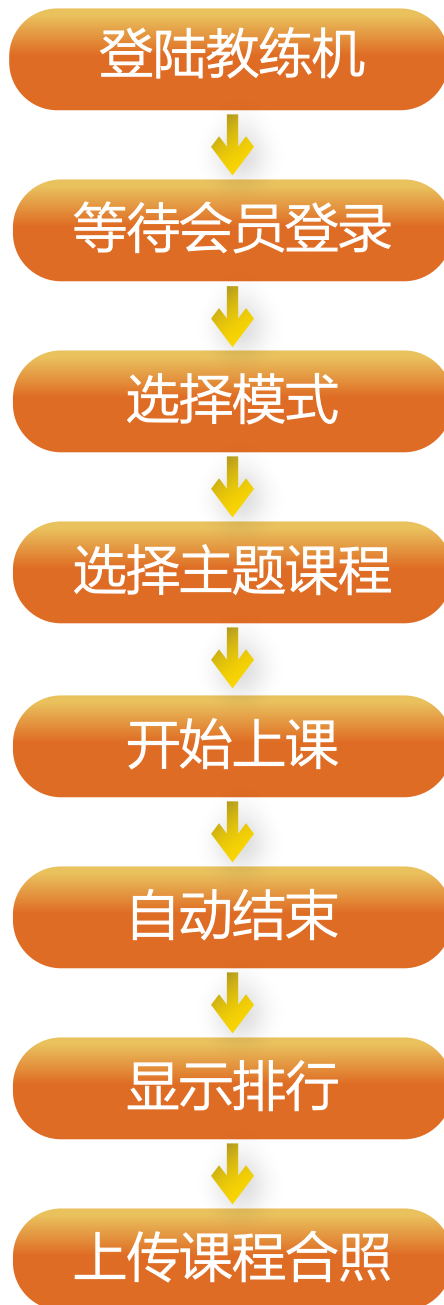 登陆教练机
等待会员登录
选择模式
选择主题课程
开始上课
自动结束
显示排行
上传课程合照